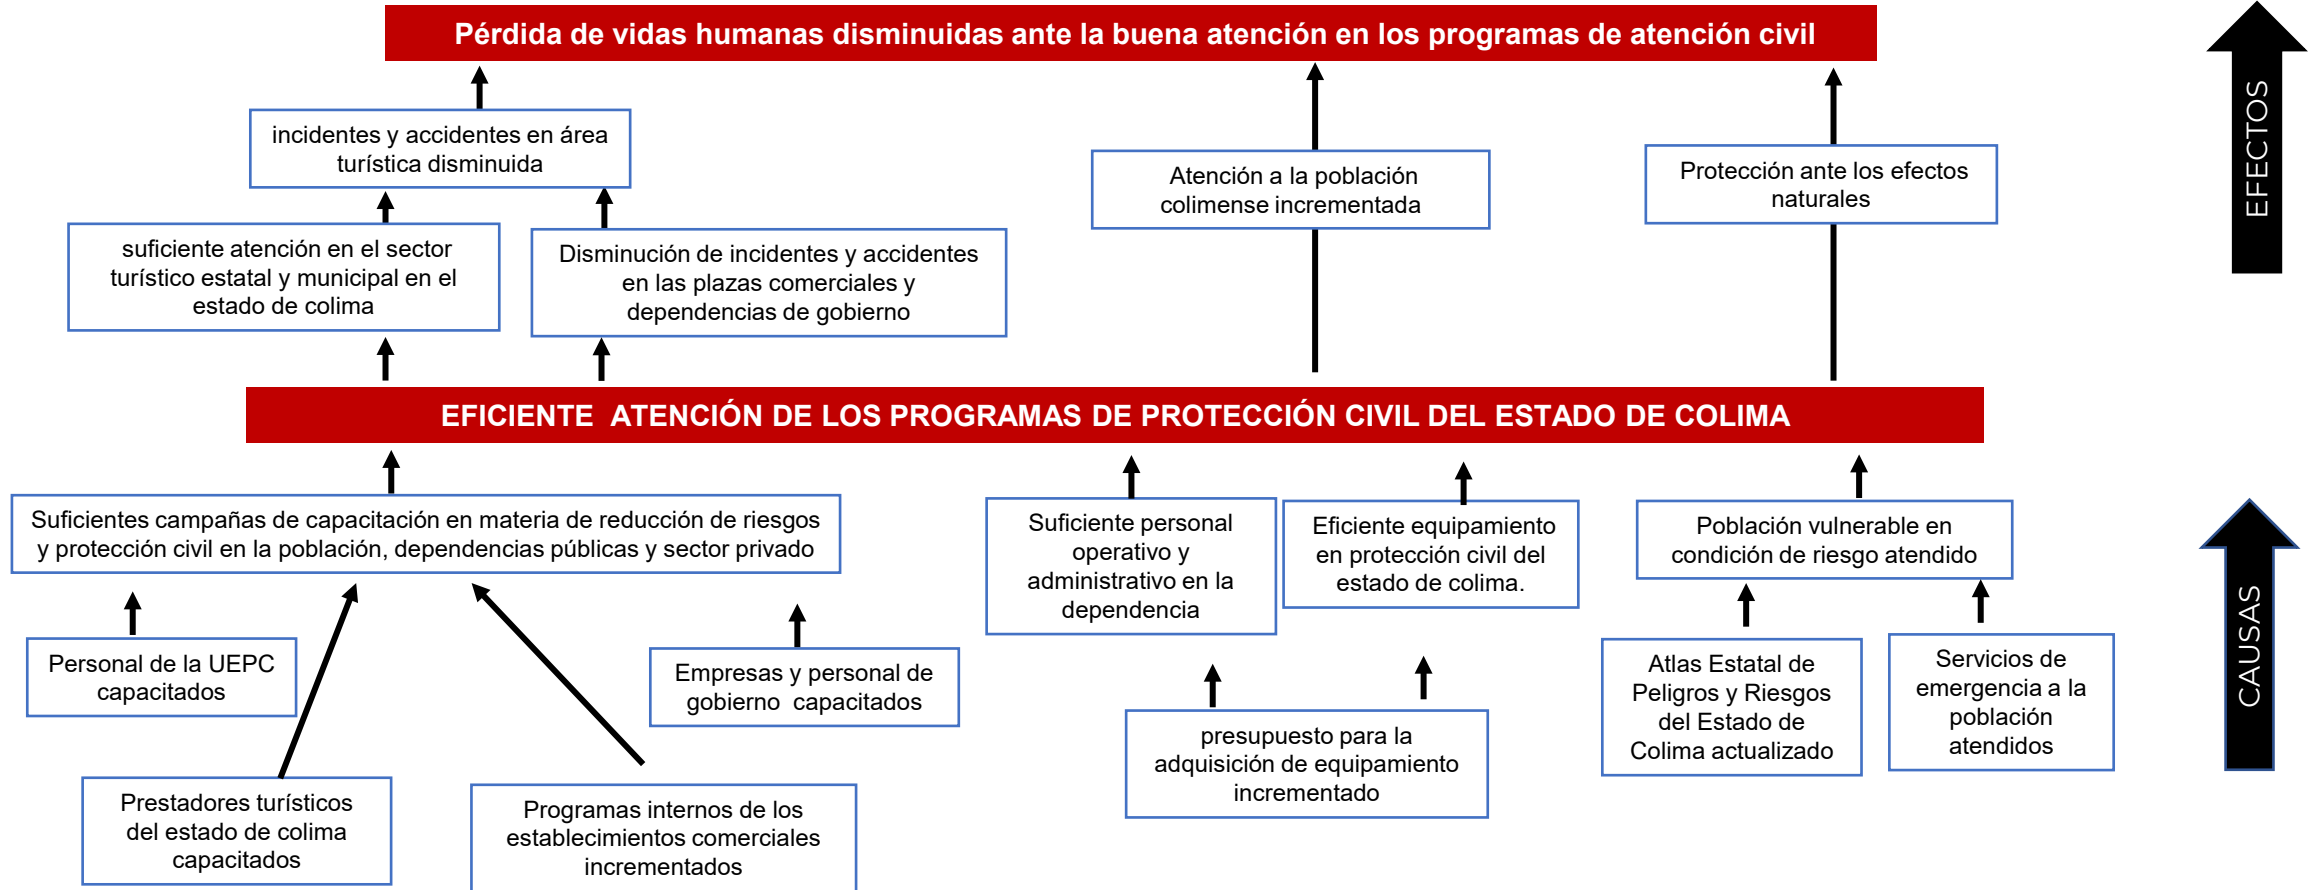 Pérdida de vidas humanas disminuidas ante la buena atención en los programas de atención civil
EFECTOS
incidentes y accidentes en área
turística disminuida
Atención a la población
colimense incrementada
Protección ante los efectos
naturales
suficiente atención en el sector
turístico estatal y municipal en el
estado de colima
Disminución de incidentes y accidentes
en las plazas comerciales y
dependencias de gobierno
EFICIENTE  ATENCIÓN DE LOS PROGRAMAS DE PROTECCIÓN CIVIL DEL ESTADO DE COLIMA
Suficientes campañas de capacitación en materia de reducción de riesgos
y protección civil en la población, dependencias públicas y sector privado
Suficiente personal
operativo y
administrativo en la
dependencia
Eficiente equipamiento
en protección civil del
estado de colima.
Población vulnerable en
condición de riesgo atendido
CAUSAS
Personal de la UEPC
capacitados
Empresas y personal de
gobierno  capacitados
Atlas Estatal de
Peligros y Riesgos
del Estado de
Colima actualizado
Servicios de
emergencia a la
población
atendidos
presupuesto para la
adquisición de equipamiento
incrementado
Prestadores turísticos
del estado de colima
capacitados
Programas internos de los
establecimientos comerciales
incrementados